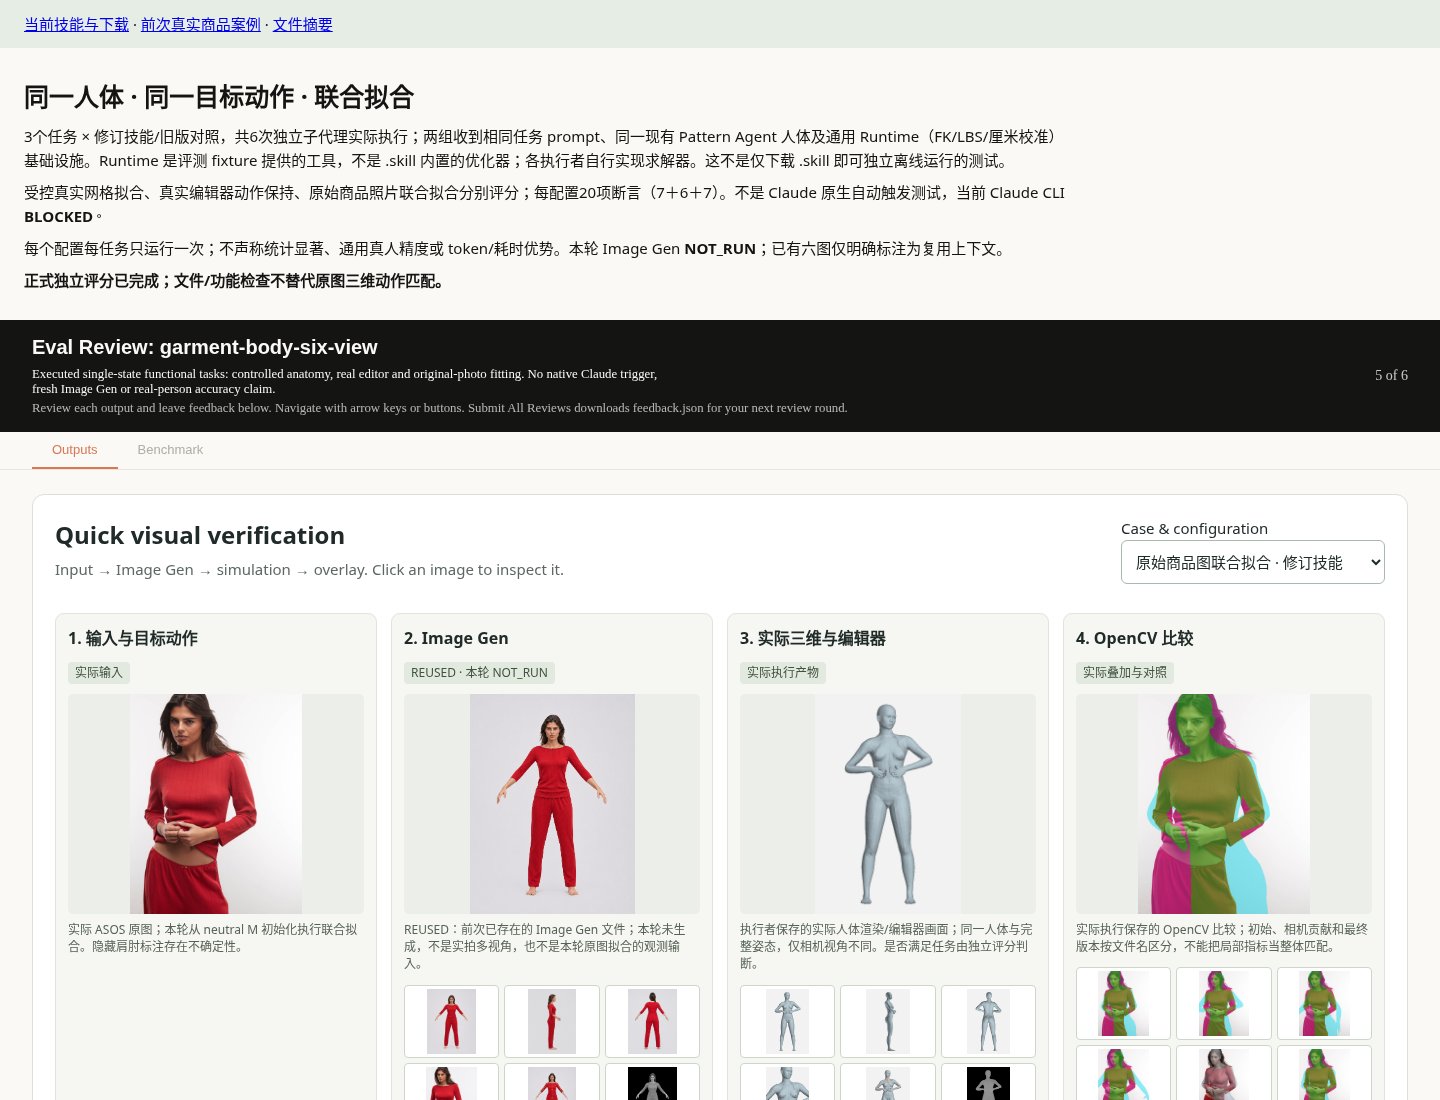 当前技能与下载 · 前次真实商品案例 · 文件摘要
同一人体 · 同一目标动作 · 联合拟合
3个任务 × 修订技能/旧版对照，共6次独立子代理实际执行；两组收到相同任务 prompt、同一现有 Pattern Agent 人体及通用 Runtime（FK/LBS/厘米校准）
基础设施。Runtime 是评测 fixture 提供的工具，不是 .skill 内置的优化器；各执行者自行实现求解器。这不是仅下载 .skill 即可独立离线运行的测试。
受控真实网格拟合、真实编辑器动作保持、原始商品照片联合拟合分别评分；每配置20项断言（7＋6＋7）。不是 Claude 原生自动触发测试，当前 Claude CLI
BLOCKED。
每个配置每任务只运行一次；不声称统计显著、通用真人精度或 token/耗时优势。本轮 Image Gen NOT_RUN；已有六图仅明确标注为复用上下文。
正式独立评分已完成；文件/功能检查不替代原图三维动作匹配。
Eval Review: garment-body-six-view
Executed single-state functional tasks: controlled anatomy, real editor and original-photo fitting. No native Claude trigger,
fresh Image Gen or real-person accuracy claim.
5 of 6
Review each output and leave feedback below. Navigate with arrow keys or buttons. Submit All Reviews downloads feedback.json for your next review round.
Outputs
Benchmark
Quick visual verification
Input → Image Gen → simulation → overlay. Click an image to inspect it.
Case & configuration
原始商品图联合拟合 · 修订技能
1. 输入与目标动作
实际输入
实际 ASOS 原图；本轮从 neutral M 初始化执行联合拟
合。隐藏肩肘标注存在不确定性。
2. Image Gen
REUSED · 本轮 NOT_RUN
REUSED：前次已存在的 Image Gen 文件；本轮未生
成，不是实拍多视角，也不是本轮原图拟合的观测输
入。
3. 实际三维与编辑器
实际执行产物
执行者保存的实际人体渲染/编辑器画面；同一人体与完
整姿态，仅相机视角不同。是否满足任务由独立评分判
断。
4. OpenCV 比较
实际叠加与对照
实际执行保存的 OpenCV 比较；初始、相机贡献和最终
版本按文件名区分，不能把局部指标当整体匹配。